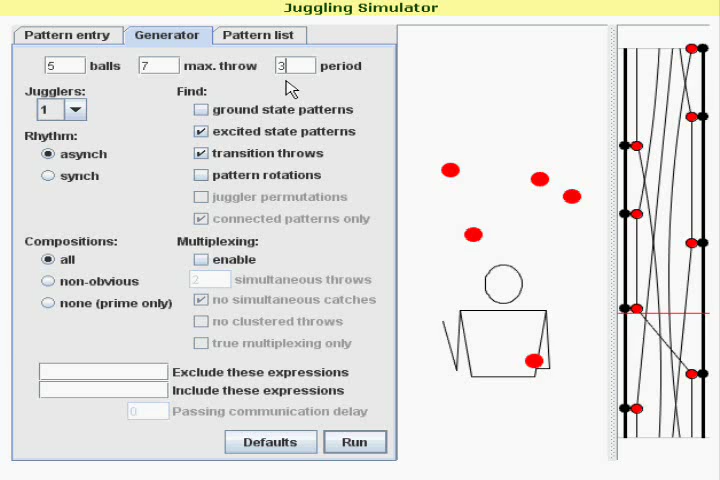 Juggling Simulator
Pattern entry Generator Pattern list
5 balls 7 max. throw 3 period
Jugglers: Find:
1 ground state patterns
excited state patterns
Rhythm:
asynch transition throws
synch pattern rotations
juggler permutations
connected patterns only
Compositions: Multiplexing:
all enable
non-obvious 2 simultaneous throws
none (prime only) no simultaneous catches
no clustered throws
true multiplexing only
Exclude these expressions
Include these expressions
0 Passing communication delay
Defaults Run